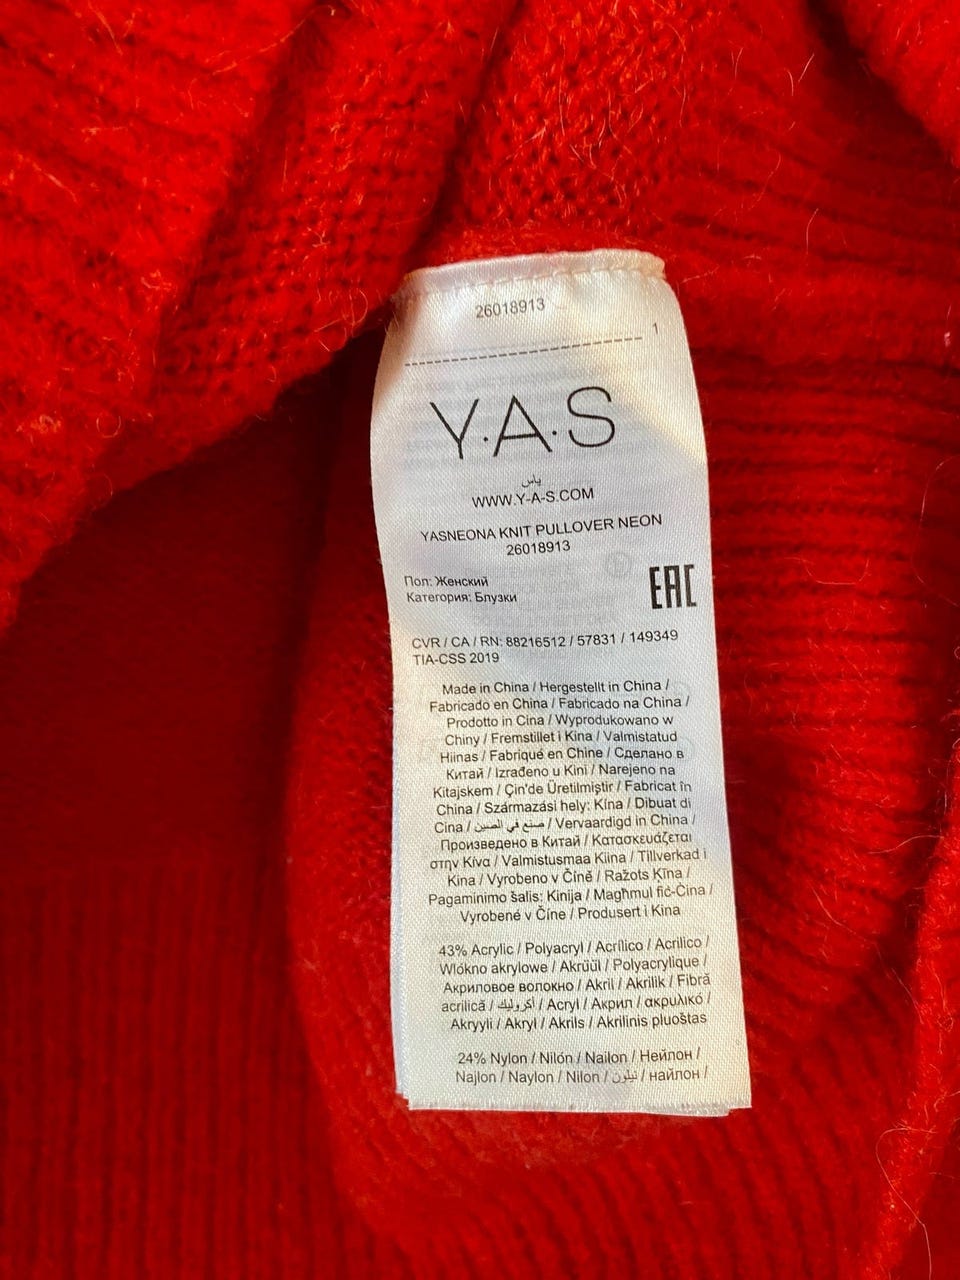 26018913
1
Y.A.S
ياس
WWW.Y-A-S.COM
YASNEONA KNIT PULLOVER NEON
26018913
Пол: Женский
Категория: Блузки
EAC
CVR / CA / RN: 88216512 / 57831 / 149349
TIA-CSS 2019
Made in China / Hergestellt in China /
Fabricado en China / Fabricado na China /
Prodotto in Cina / Wyprodukowano w
Chiny / Fremstillet i Kina / Valmistatud
Hiinas / Fabriqué en Chine / Сделано в
Китай / Izrađeno u Kini / Narejeno na
Kitajskem / Çin'de Üretilmiştir / Fabricat în
China / Származási hely: Kína / Dibuat di
Cina / صنع في الصين / Vervaardigd in China /
Произведено в Китай / Κατασκευάζεται
στην Κίνα / Valmistusmaa Kiina / Tillverkad i
Kina / Vyrobeno v Číně / Ražots Ķīna /
Pagaminimo šalis: Kinija / Magħmul fiċ-Ċina /
Vyrobené v Číne / Produsert i Kina
43% Acrylic / Polyacryl / Acrílico / Acrilico /
Wlókno akrylowe / Akrüül / Polyacrylique /
Акриловое волокно / Akril / Akrilik / Fibră
acrilică / أكروليك / Acryl / Акрил / ακρυλικό /
Akryyli / Akryl / Akrils / Akrilinis pluoštas
24% Nylon / Nilón / Nailon / Нейлон /
Najlon / Naylon / Nilon / نيلون / найлон /